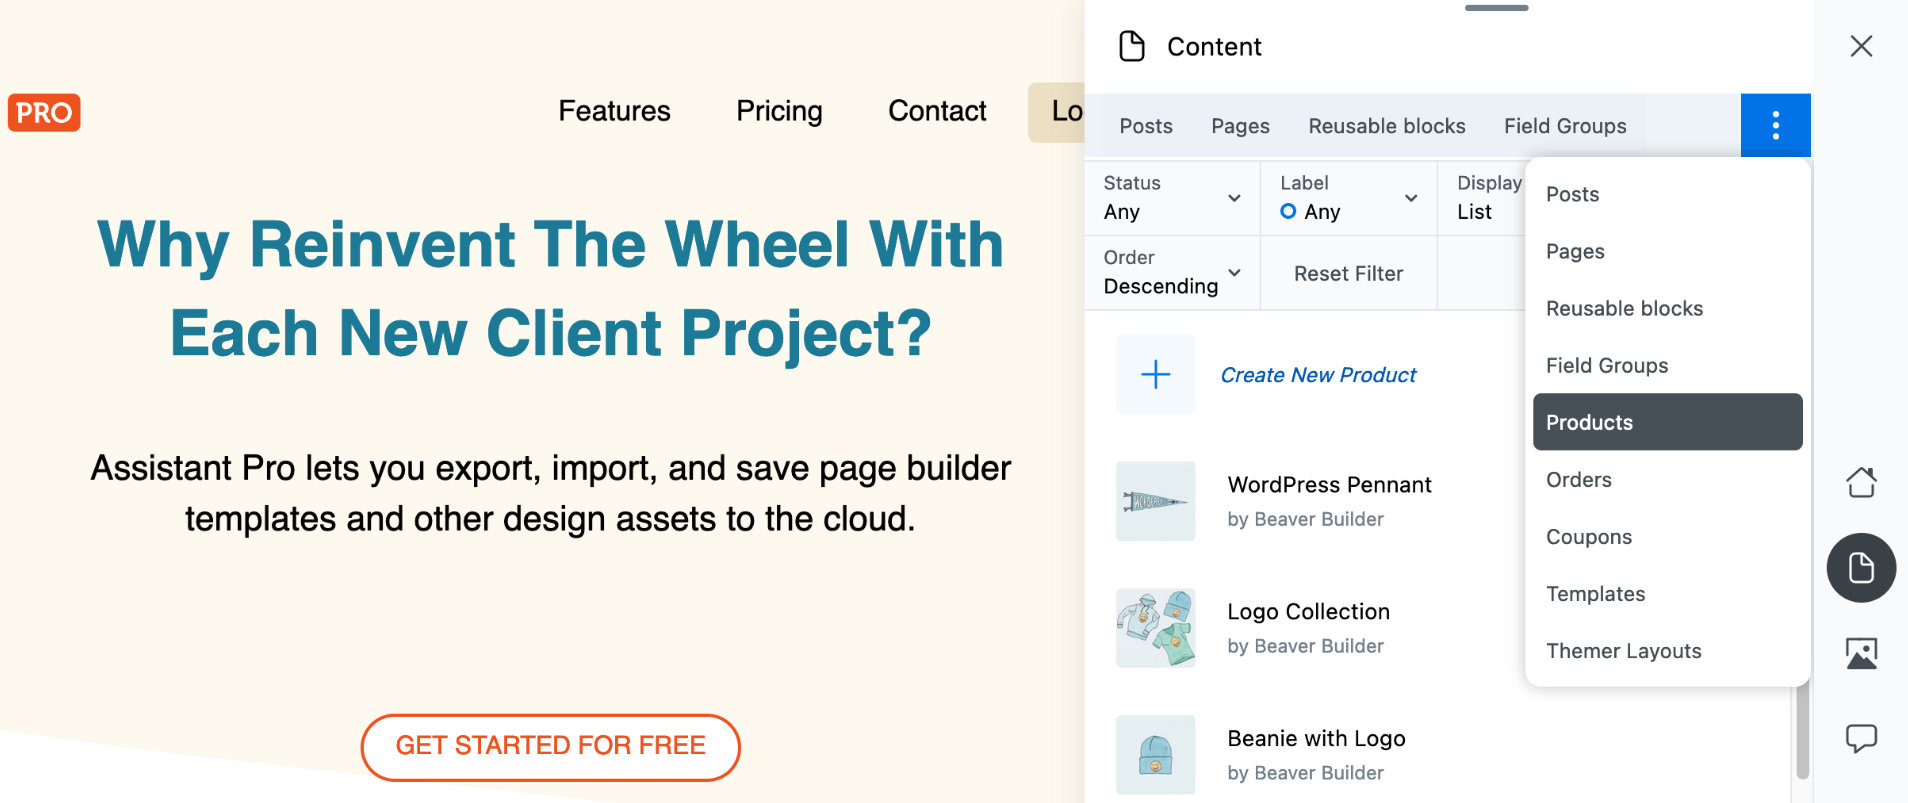 PRO
Features
Pricing
Contact
Why Reinvent The Wheel With
Each New Client Project?
Assistant Pro lets you export, import, and save page builder
templates and other design assets to the cloud.
GET STARTED FOR FREE
Content
Posts
Pages
Reusable blocks
Field Groups
Status
Any
Label
Any
Display
List
Order
Descending
Reset Filter
Create New Product
WordPress Pennant
by Beaver Builder
Logo Collection
by Beaver Builder
Beanie with Logo
by Beaver Builder
Posts
Pages
Reusable blocks
Field Groups
Products
Orders
Coupons
Templates
Themer Layouts